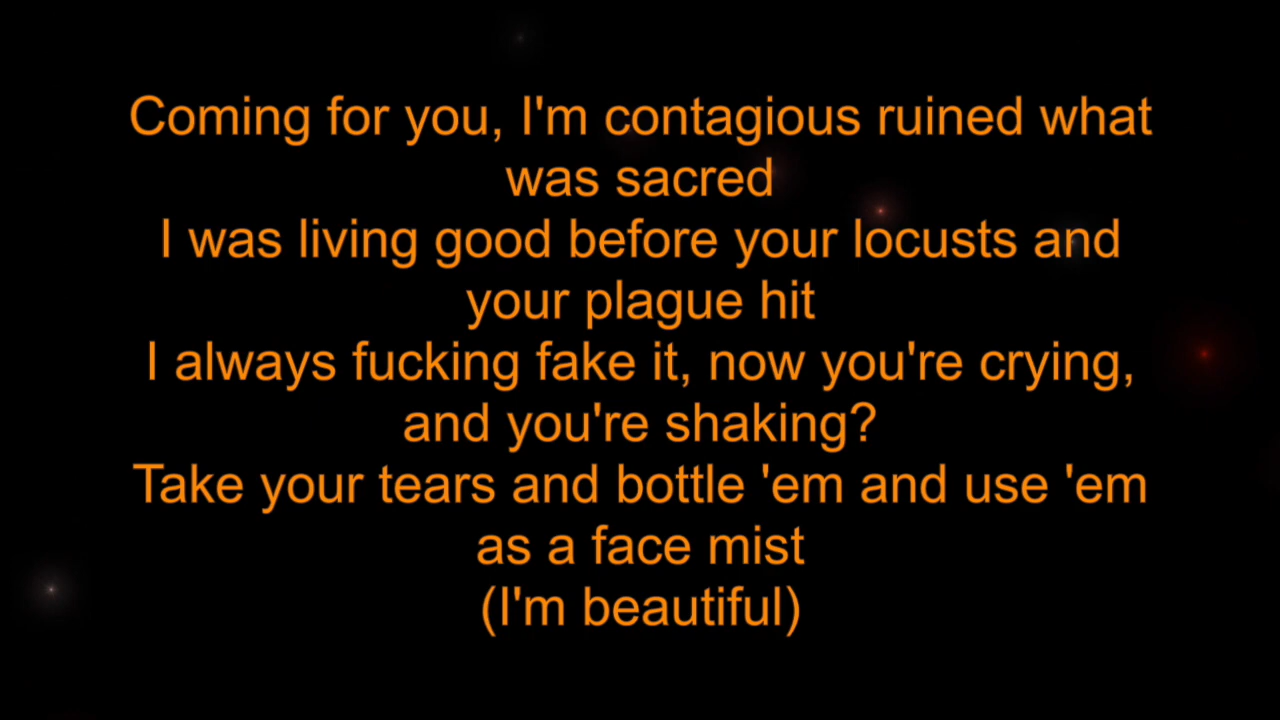 Coming for you, I'm contagious ruined what
was sacred
I was living good before your locusts and
your plague hit
I always fucking fake it, now you're crying,
and you're shaking?
Take your tears and bottle 'em and use 'em
as a face mist
(I'm beautiful)